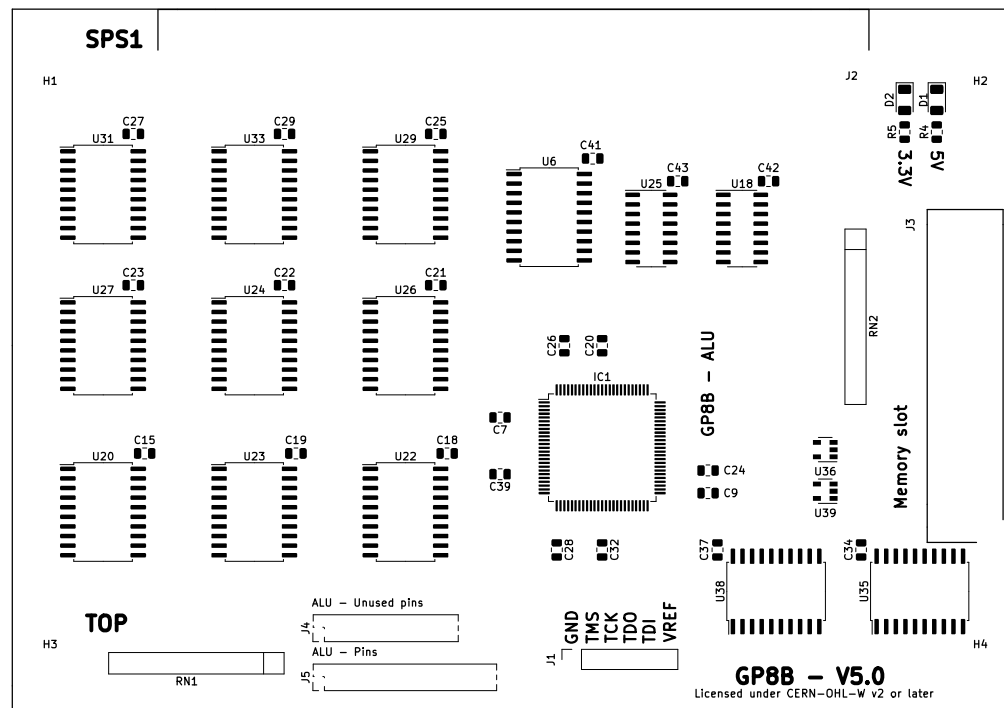 SPS1
H1
J2
H2
D2
D1
R5
R4
3.3V
5V
C27
U31
C29
U33
C25
U29
C41
U6
C43
U25
C42
U18
J3
C23
U27
C22
U24
C21
U26
C26
C20
RN2
IC1
GP8B – ALU
C7
C15
U20
C19
U23
C18
U22
C39
C24
C9
U36
U39
Memory slot
C28
C32
C37
C34
U38
U35
TOP
H3
ALU – Unused pins
J4
ALU – Pins
J5
RN1
GND
TMS
TCK
TDO
TDI
VREF
J1
H4
GP8B – V5.0
Licensed under CERN-OHL-W v2 or later